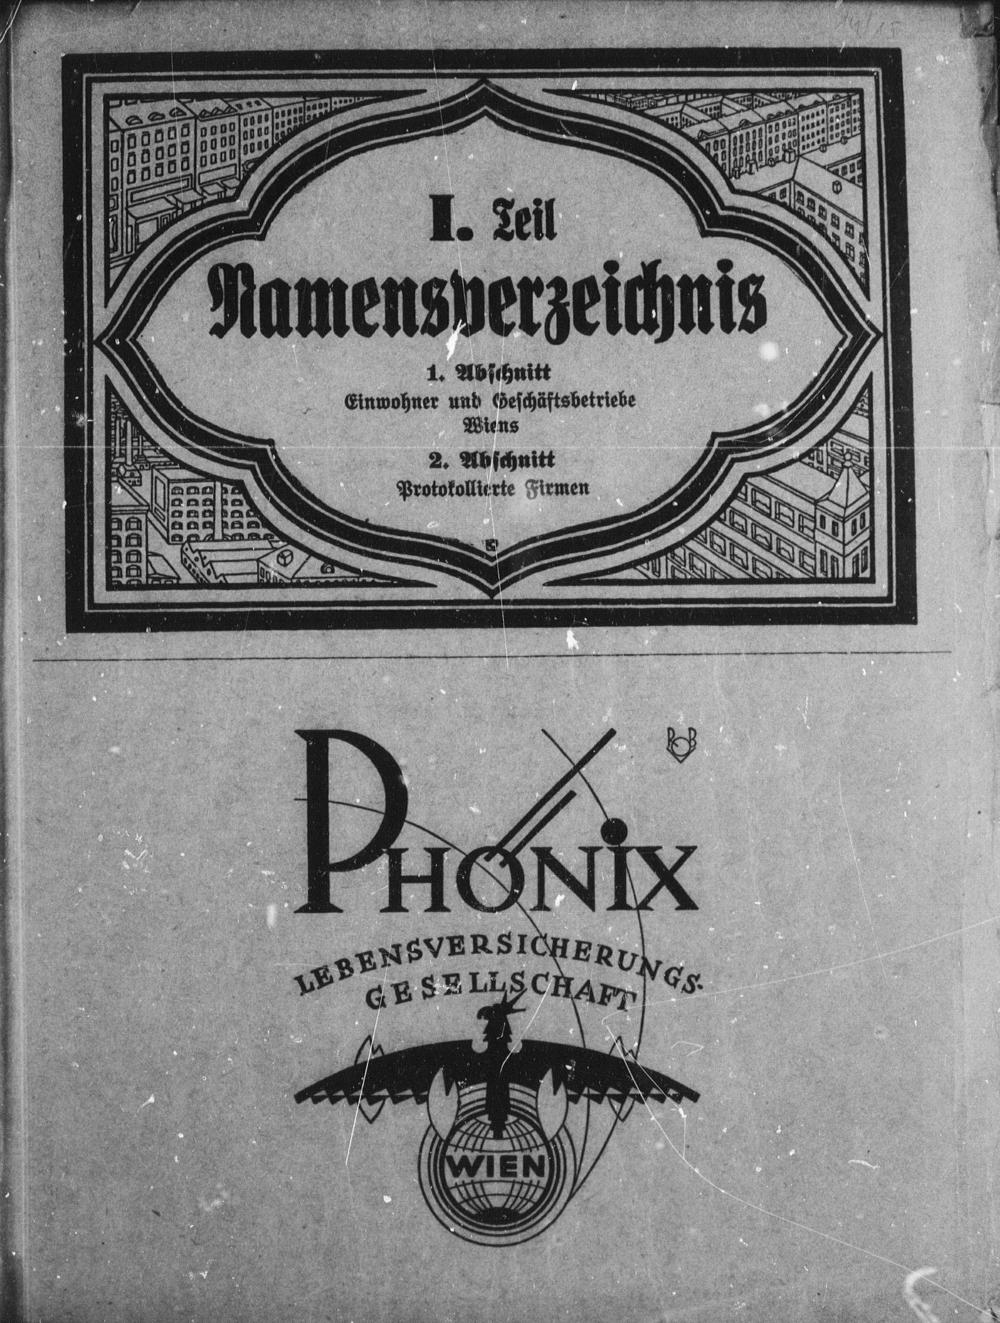 I. Teil
Namensverzeichnis
1. Abschnitt
Einwohner und Geschäftsbetriebe
Wiens
2. Abschnitt
Protokollierte Firmen
PHÖNIX
LEBENSVERSICHERUNGS-
GESELLSCHAFT
WIEN